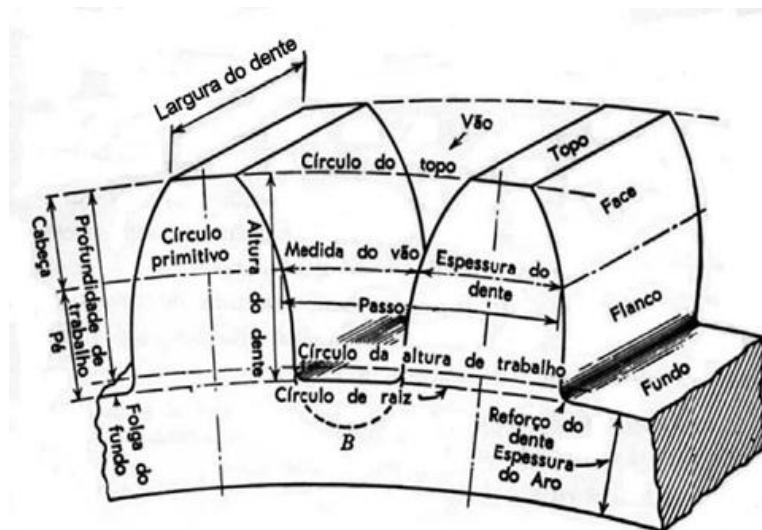 Largura do dente
Vão
Topo
Círculo do topo
Face
Cabeça
Profundidade de
trabalho
Pé
Círculo
primitivo
Altura do dente
Medida do vão
Espessura do
dente
Passo
Flanco
Círculo da altura de trabalho
Fundo
Círculo de raiz
Folga do
fundo
B
Reforço do
dente
Espessura
do Aro